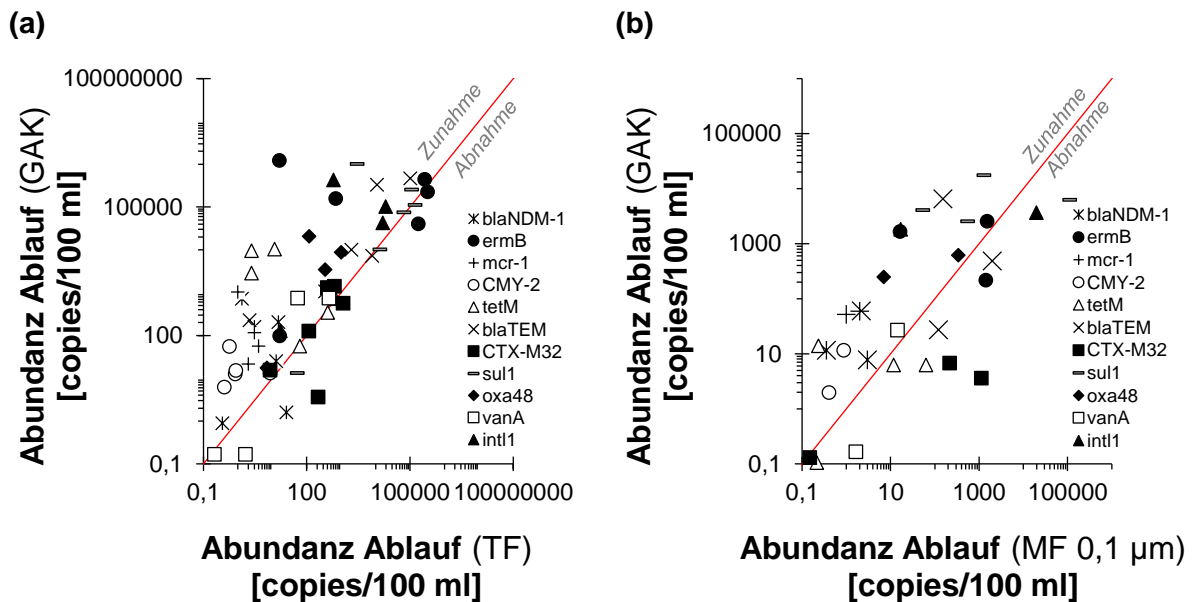 (a)
Abundanz Ablauf (GAK)
[copies/100 ml]
100000000
100000
100
0,1
0,1
100
100000
100000000
Zunahme
Abnahme
blaNDM-1
ermB
mcr-1
CMY-2
tetM
blaTEM
CTX-M32
sul1
oxa48
vanA
intl1
Abundanz Ablauf (TF)
[copies/100 ml]
(b)
Abundanz Ablauf (GAK)
[copies/100 ml]
100000
1000
10
0,1
0,1
10
1000
100000
Zunahme
Abnahme
blaNDM-1
ermB
mcr-1
CMY-2
tetM
blaTEM
CTX-M32
sul1
oxa48
vanA
intl1
Abundanz Ablauf (MF 0,1 µm)
[copies/100 ml]